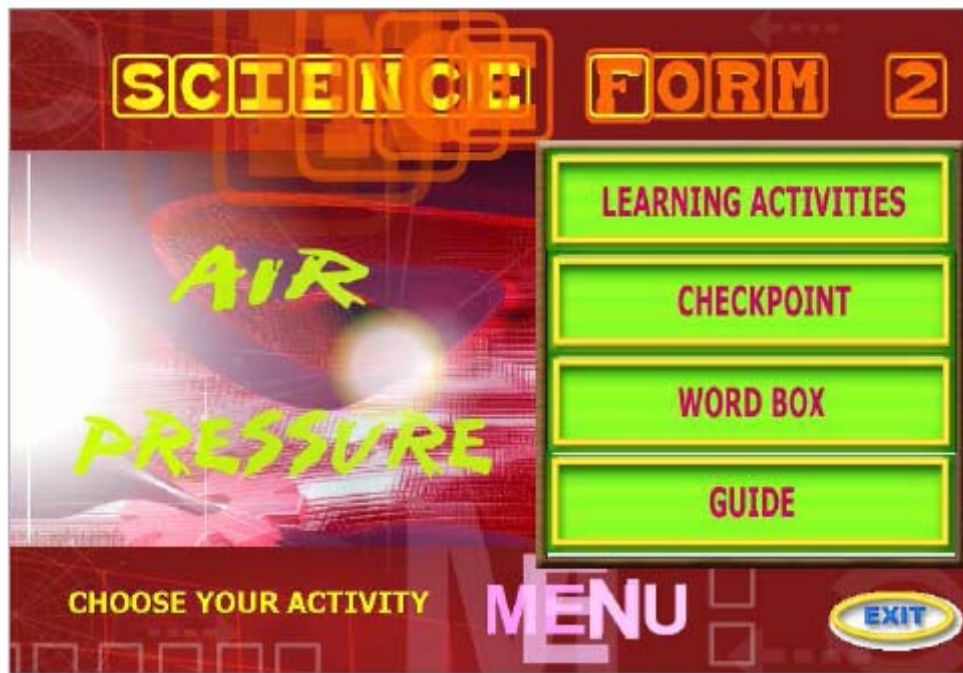 SCIENCE FORM 2
AIR
PRESSURE
LEARNING ACTIVITIES
CHECKPOINT
WORD BOX
GUIDE
CHOOSE YOUR ACTIVITY
MENU
EXIT